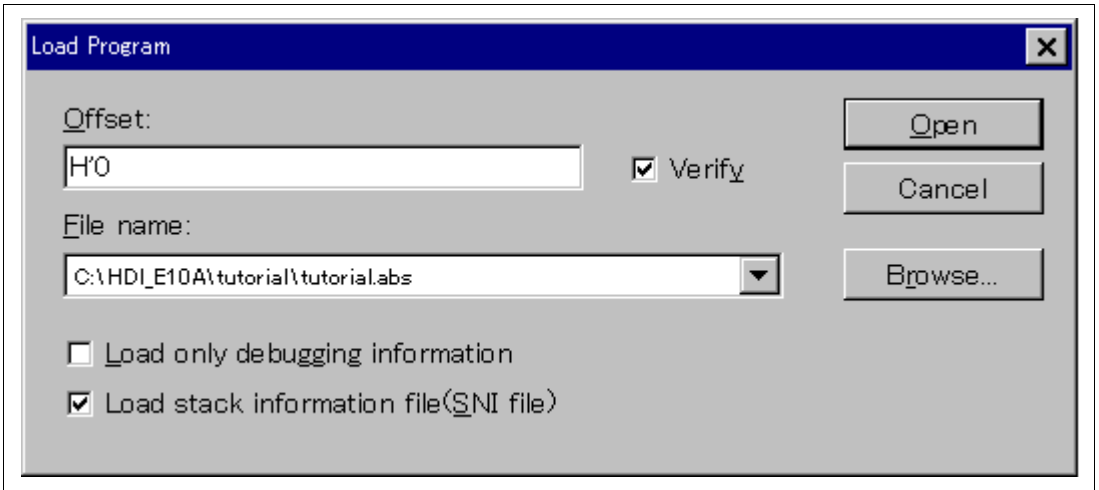 Load Program
Offset:
Open
H'0
Verify
Cancel
File name:
C:\HDI_E10A\tutorial\tutorial.abs
Browse...
Load only debugging information
Load stack information file(SNI file)